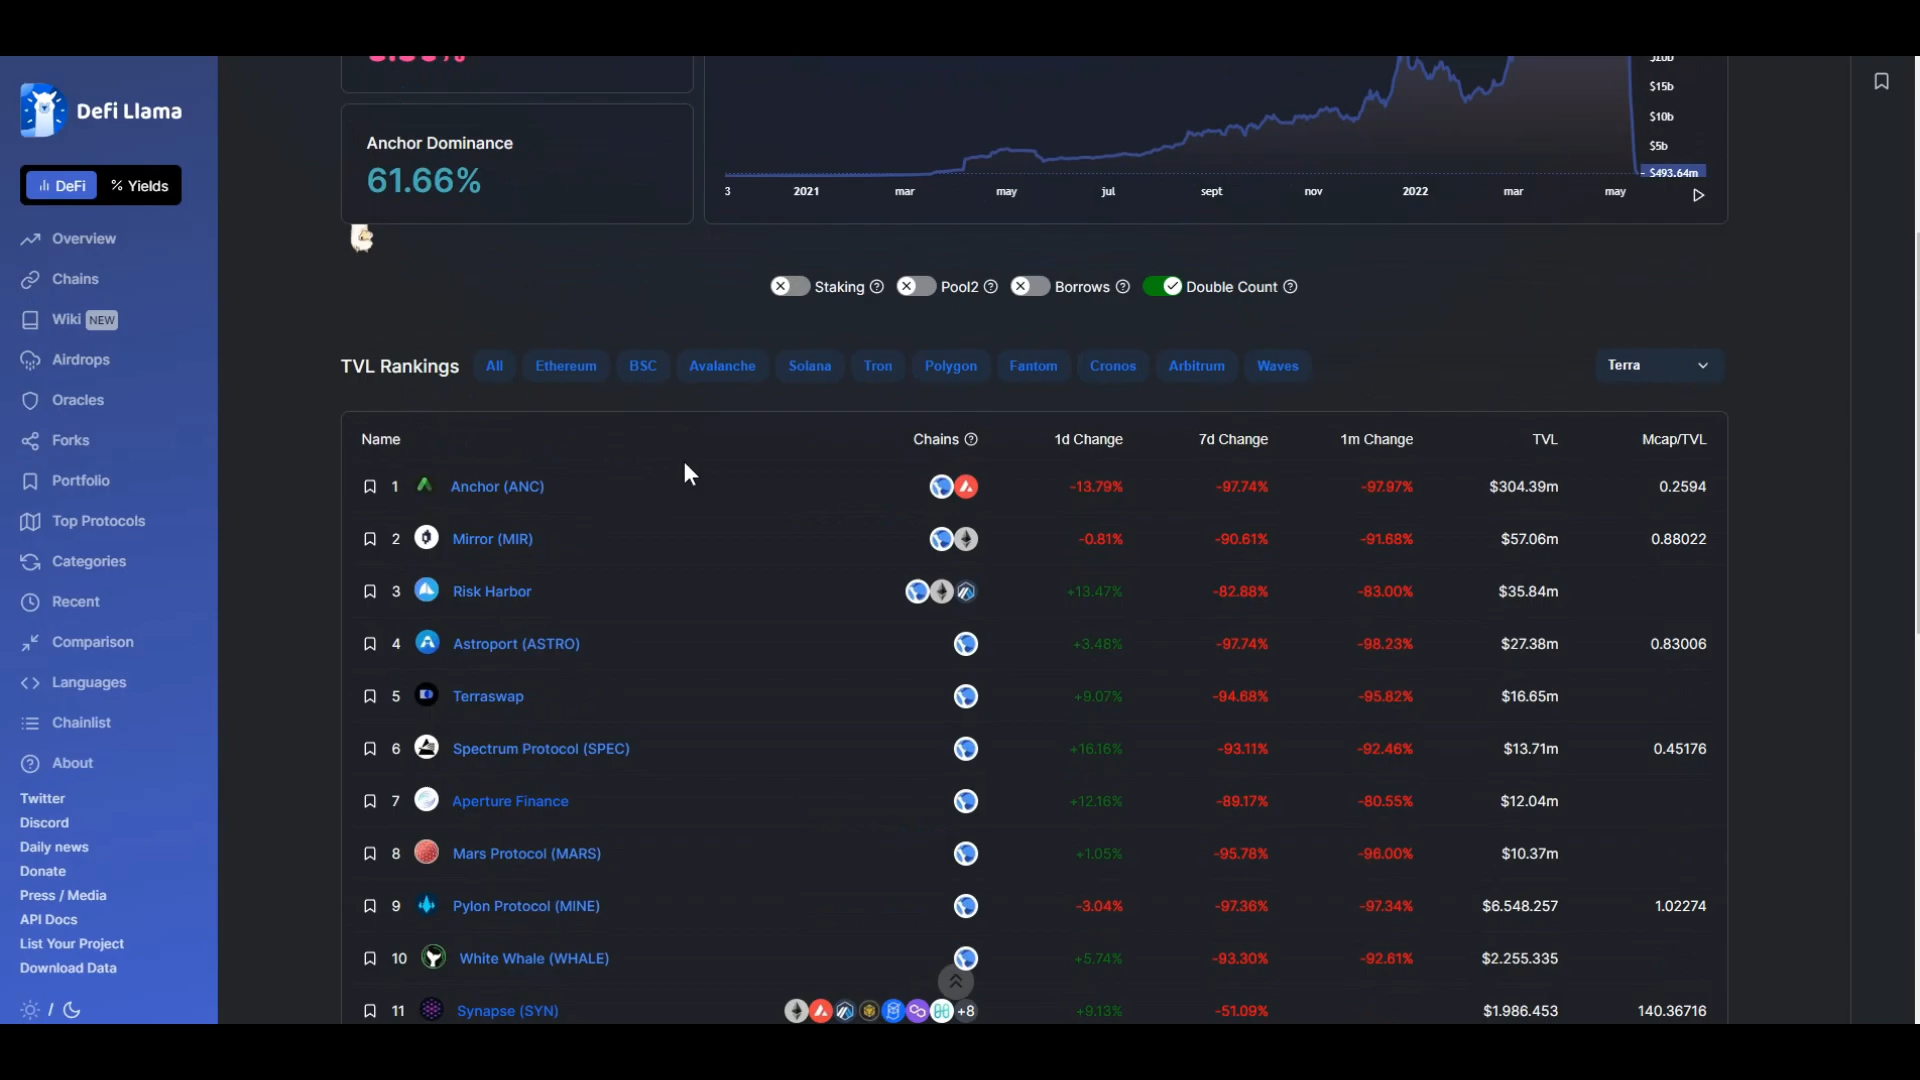 Defi Llama
DeFi
% Yields
Overview
Chains
Wiki NEW
Airdrops
Oracles
Forks
Portfolio
Top Protocols
Categories
Recent
Comparison
Languages
Chainlist
About
Twitter
Discord
Daily news
Donate
Press / Media
API Docs
List Your Project
Download Data
/
Anchor Dominance
61.66%
$15b
$10b
$5b
$493.64m
3 2021 mar may jul sept nov 2022 mar may
Staking Pool2 Borrows Double Count
TVL Rankings All Ethereum BSC Avalanche Solana Tron Polygon Fantom Cronos Arbitrum Waves Terra
Name Chains 1d Change 7d Change 1m Change TVL Mcap/TVL
1 Anchor (ANC) -13.79% -97.74% -97.97% $304.39m 0.2594
2 Mirror (MIR) -0.81% -90.61% -91.68% $57.06m 0.88022
3 Risk Harbor +13.47% -82.88% -83.00% $35.84m
4 Astroport (ASTRO) +3.48% -97.74% -98.23% $27.38m 0.83006
5 Terraswap +9.07% -94.68% -95.82% $16.65m
6 Spectrum Protocol (SPEC) +16.16% -93.11% -92.46% $13.71m 0.45176
7 Aperture Finance +12.16% -89.17% -80.55% $12.04m
8 Mars Protocol (MARS) +1.05% -95.78% -96.00% $10.37m
9 Pylon Protocol (MINE) -3.04% -97.36% -97.34% $6.548.257 1.02274
10 White Whale (WHALE) +5.74% -93.30% -92.61% $2.255.335
11 Synapse (SYN) +8 +9.13% -51.09% $1.986.453 140.36716